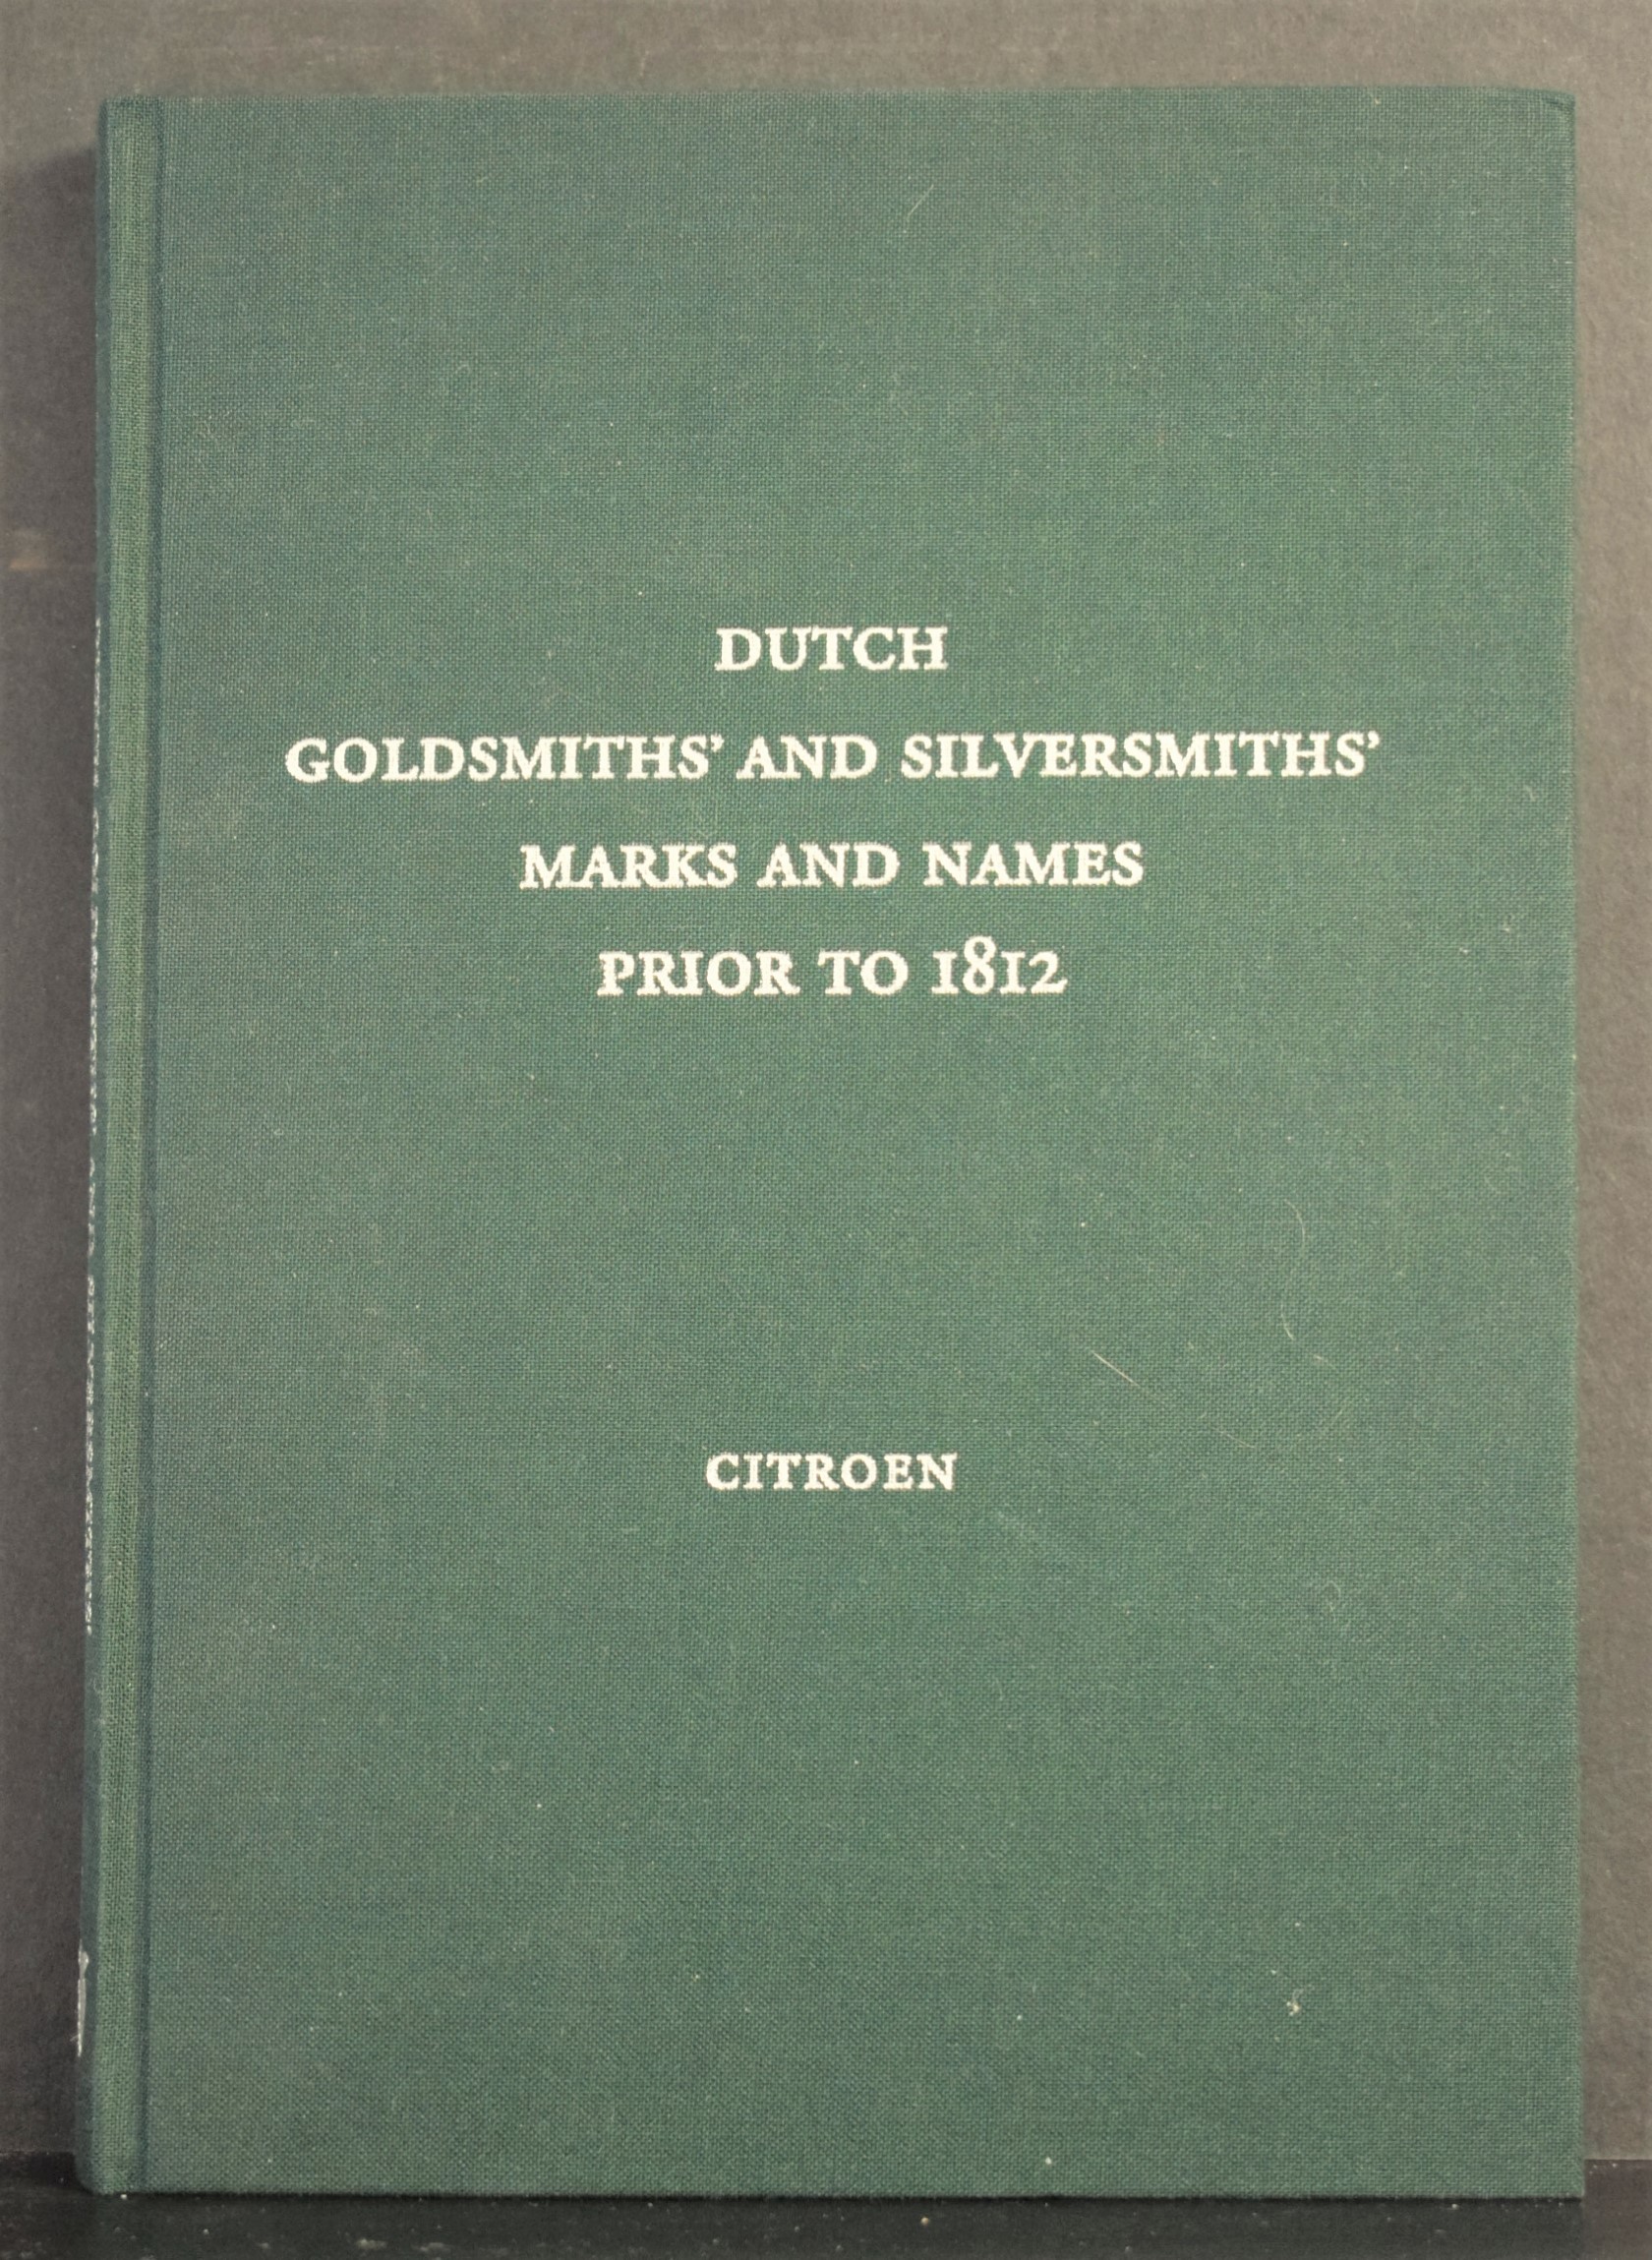 DUTCH
GOLDSMITHS' AND SILVERSMITHS'
MARKS AND NAMES
PRIOR TO 1812
CITROEN